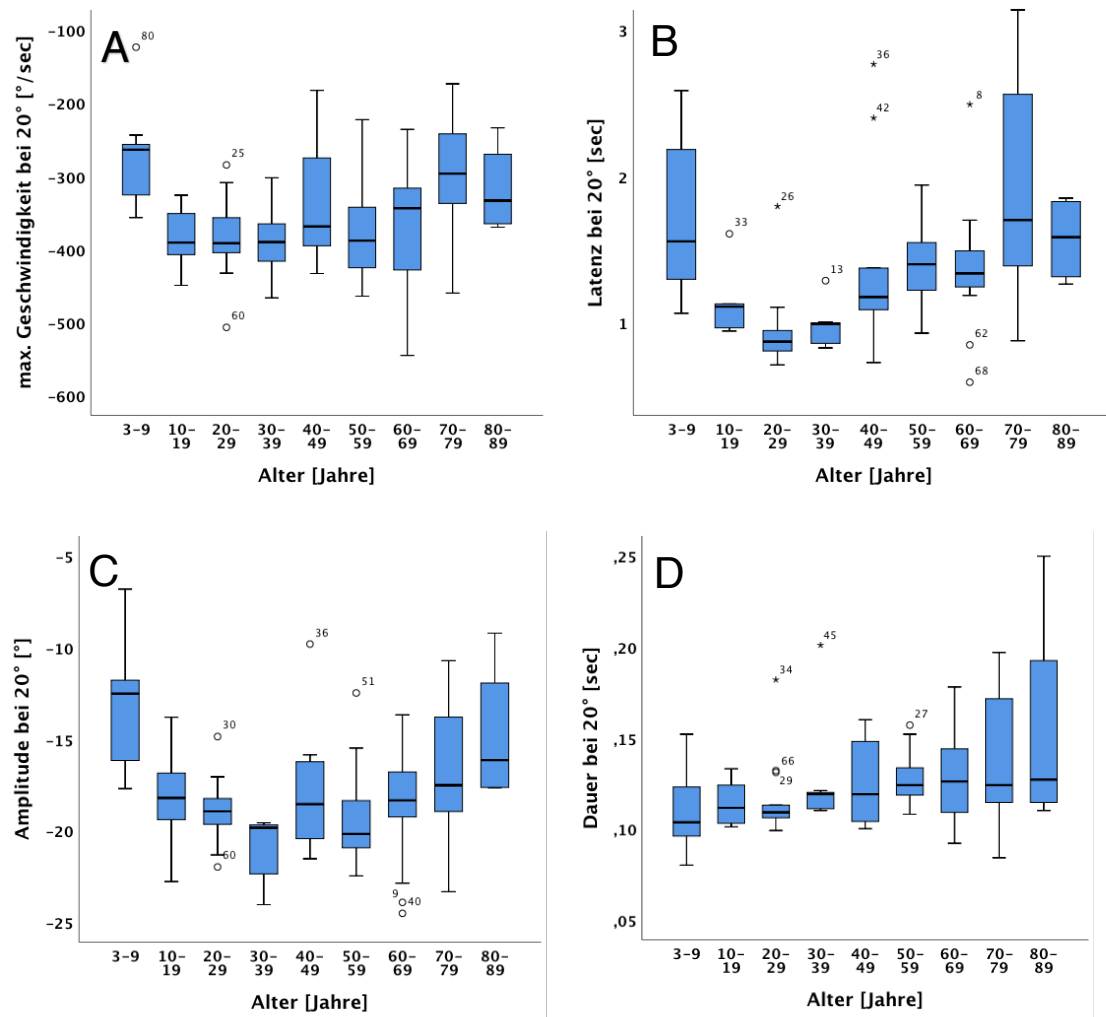 A
max. Geschwindigkeit bei 20° [°/sec]
-100
-200
-300
-400
-500
-600
80
25
60
3-9 10- 20- 30- 40- 50- 60- 70- 80-
19 29 39 49 59 69 79 89
Alter [Jahre]
B
Latenz bei 20° [sec]
3
2
1
33
26
13
36
42
8
62
68
3-9 10- 20- 30- 40- 50- 60- 70- 80-
19 29 39 49 59 69 79 89
Alter [Jahre]
C
Amplitude bei 20° [°]
-5
-10
-15
-20
-25
30
60
36
51
9 40
3-9 10- 20- 30- 40- 50- 60- 70- 80-
19 29 39 49 59 69 79 89
Alter [Jahre]
D
Dauer bei 20° [sec]
,25
,20
,15
,10
,05
34
66
29
45
27
3-9 10- 20- 30- 40- 50- 60- 70- 80-
19 29 39 49 59 69 79 89
Alter [Jahre]